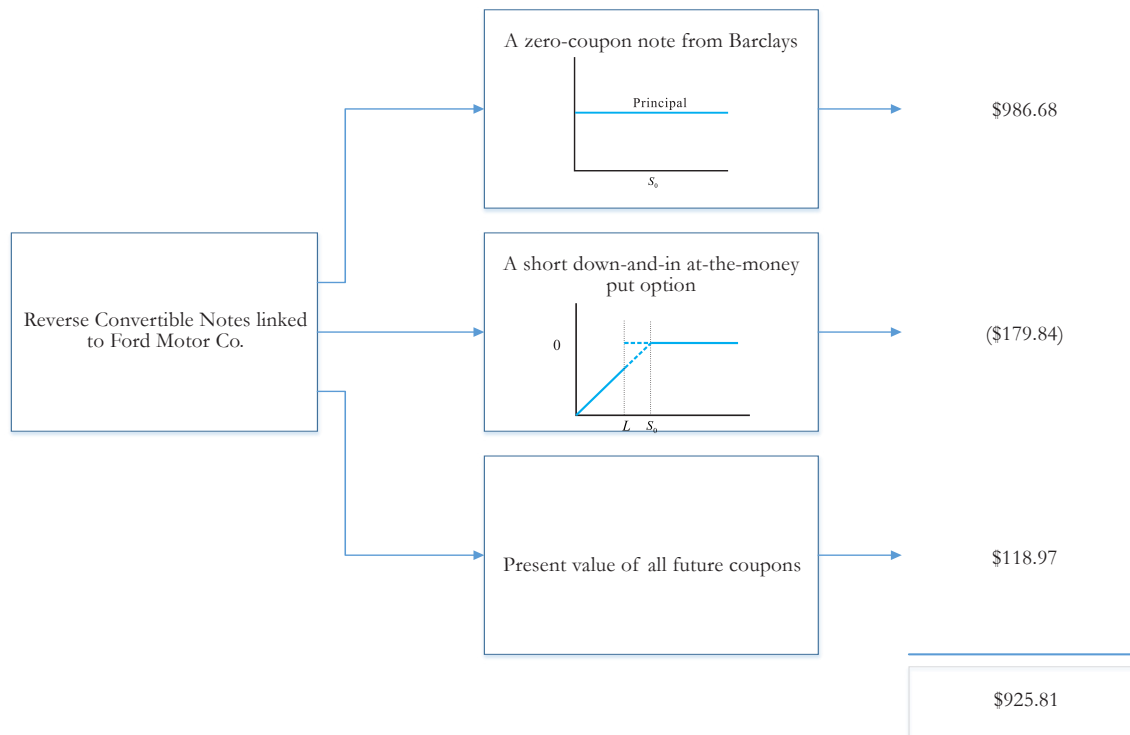 A zero-coupon note from Barclays
Principal
S₀
$986.68
Reverse Convertible Notes linked
to Ford Motor Co.
A short down-and-in at-the-money
put option
0
L
S₀
($179.84)
Present value of all future coupons
$118.97
$925.81